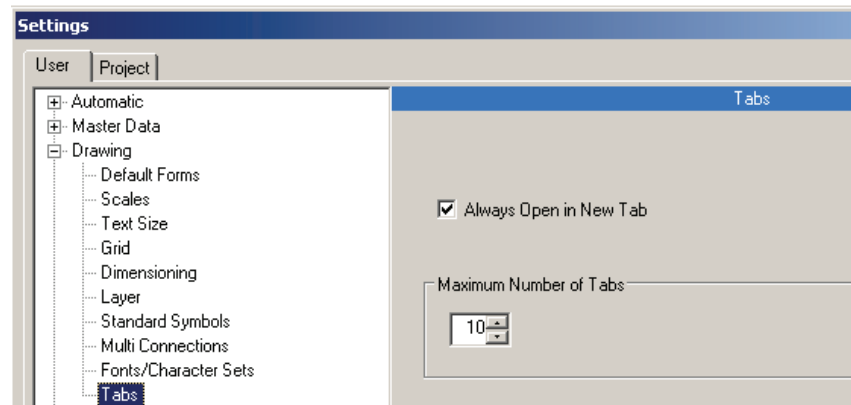 Settings
User
Project
Automatic
Master Data
Drawing
Default Forms
Scales
Text Size
Grid
Dimensioning
Layer
Standard Symbols
Multi Connections
Fonts/Character Sets
Tabs
Tabs
Always Open in New Tab
Maximum Number of Tabs
10